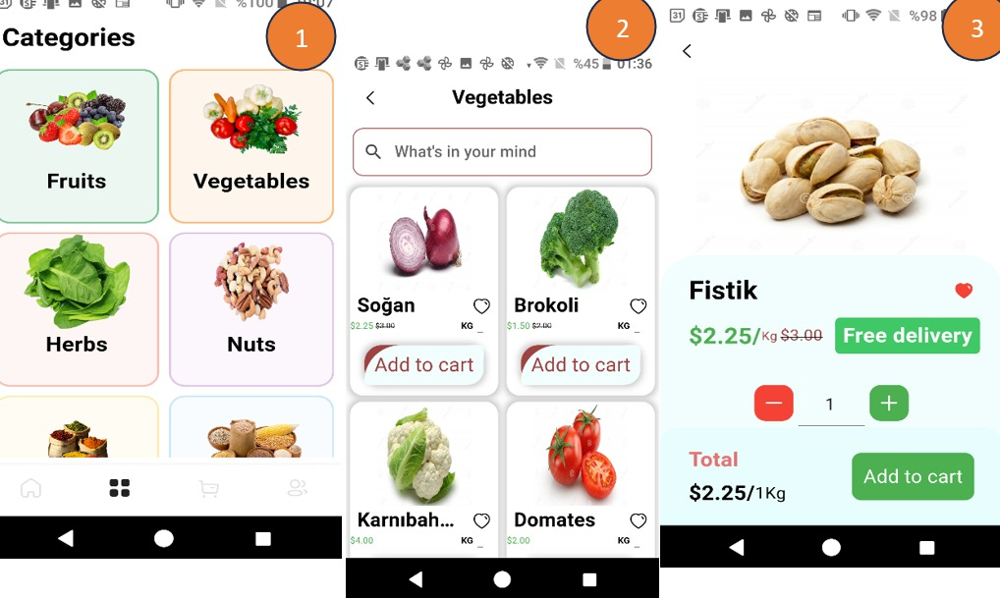 %100
01:07
1
Categories
Fruits
Vegetables
Herbs
Nuts
2
%45 01:36
Vegetables
What's in your mind
Soğan
$2.25 $3.00 KG
Add to cart
Brokoli
$1.50 $2.00 KG
Add to cart
Karnıbah...
$4.00 KG
Domates
$2.00 KG
31
%98
3
Fistik
$2.25/Kg $3.00 Free delivery
1
Total
$2.25/1Kg
Add to cart